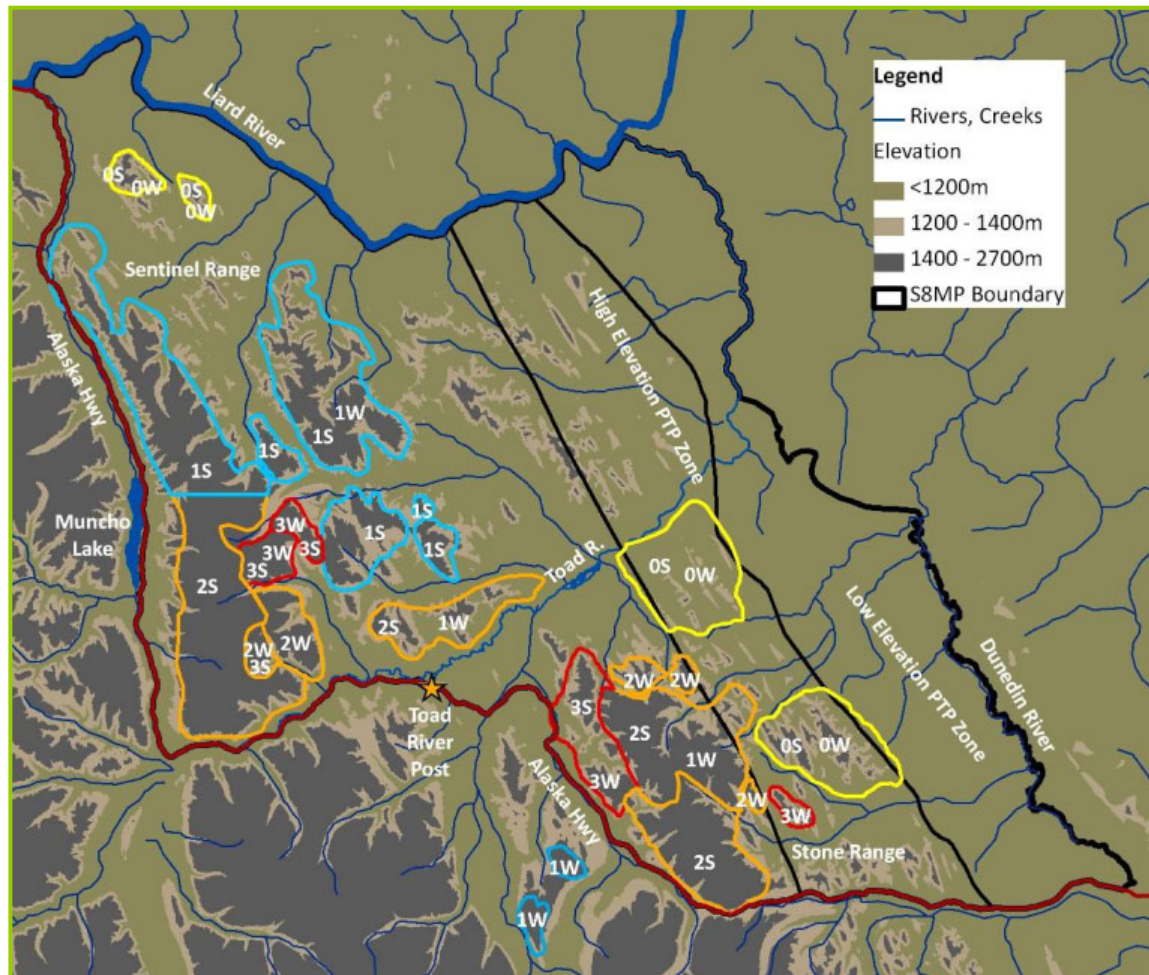 Legend
Rivers, Creeks
Elevation
<1200m
1200 - 1400m
1400 - 2700m
S8MP Boundary
Liard River
0S
0W
0S
0W
Sentinel Range
Alaska Hwy
High Elevation PTP Zone
1W
1S
1S
1S
Muncho
Lake
3W
3W
3S
3S
1S
1S
1S
2S
Toad R.
0S
0W
2S
1W
2W
2W
3S
Low Elevation PTP Zone
Dunedin River
Toad
River
Post
2W
2W
3S
2S
1W
3W
0S
0W
2W
3W
Alaska Hwy
Stone Range
2S
1W
1W